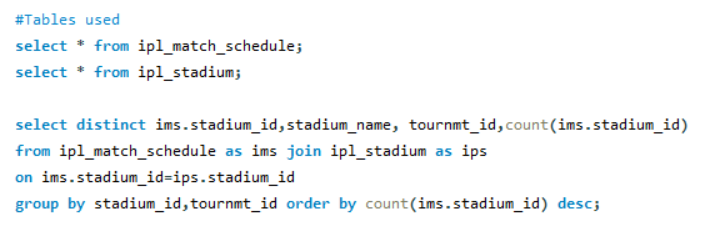 #Tables used
select * from ipl_match_schedule;
select * from ipl_stadium;
select distinct ims.stadium_id,stadium_name, tournmt_id,count(ims.stadium_id)
from ipl_match_schedule as ims join ipl_stadium as ips
on ims.stadium_id=ips.stadium_id
group by stadium_id,tournmt_id order by count(ims.stadium_id) desc;